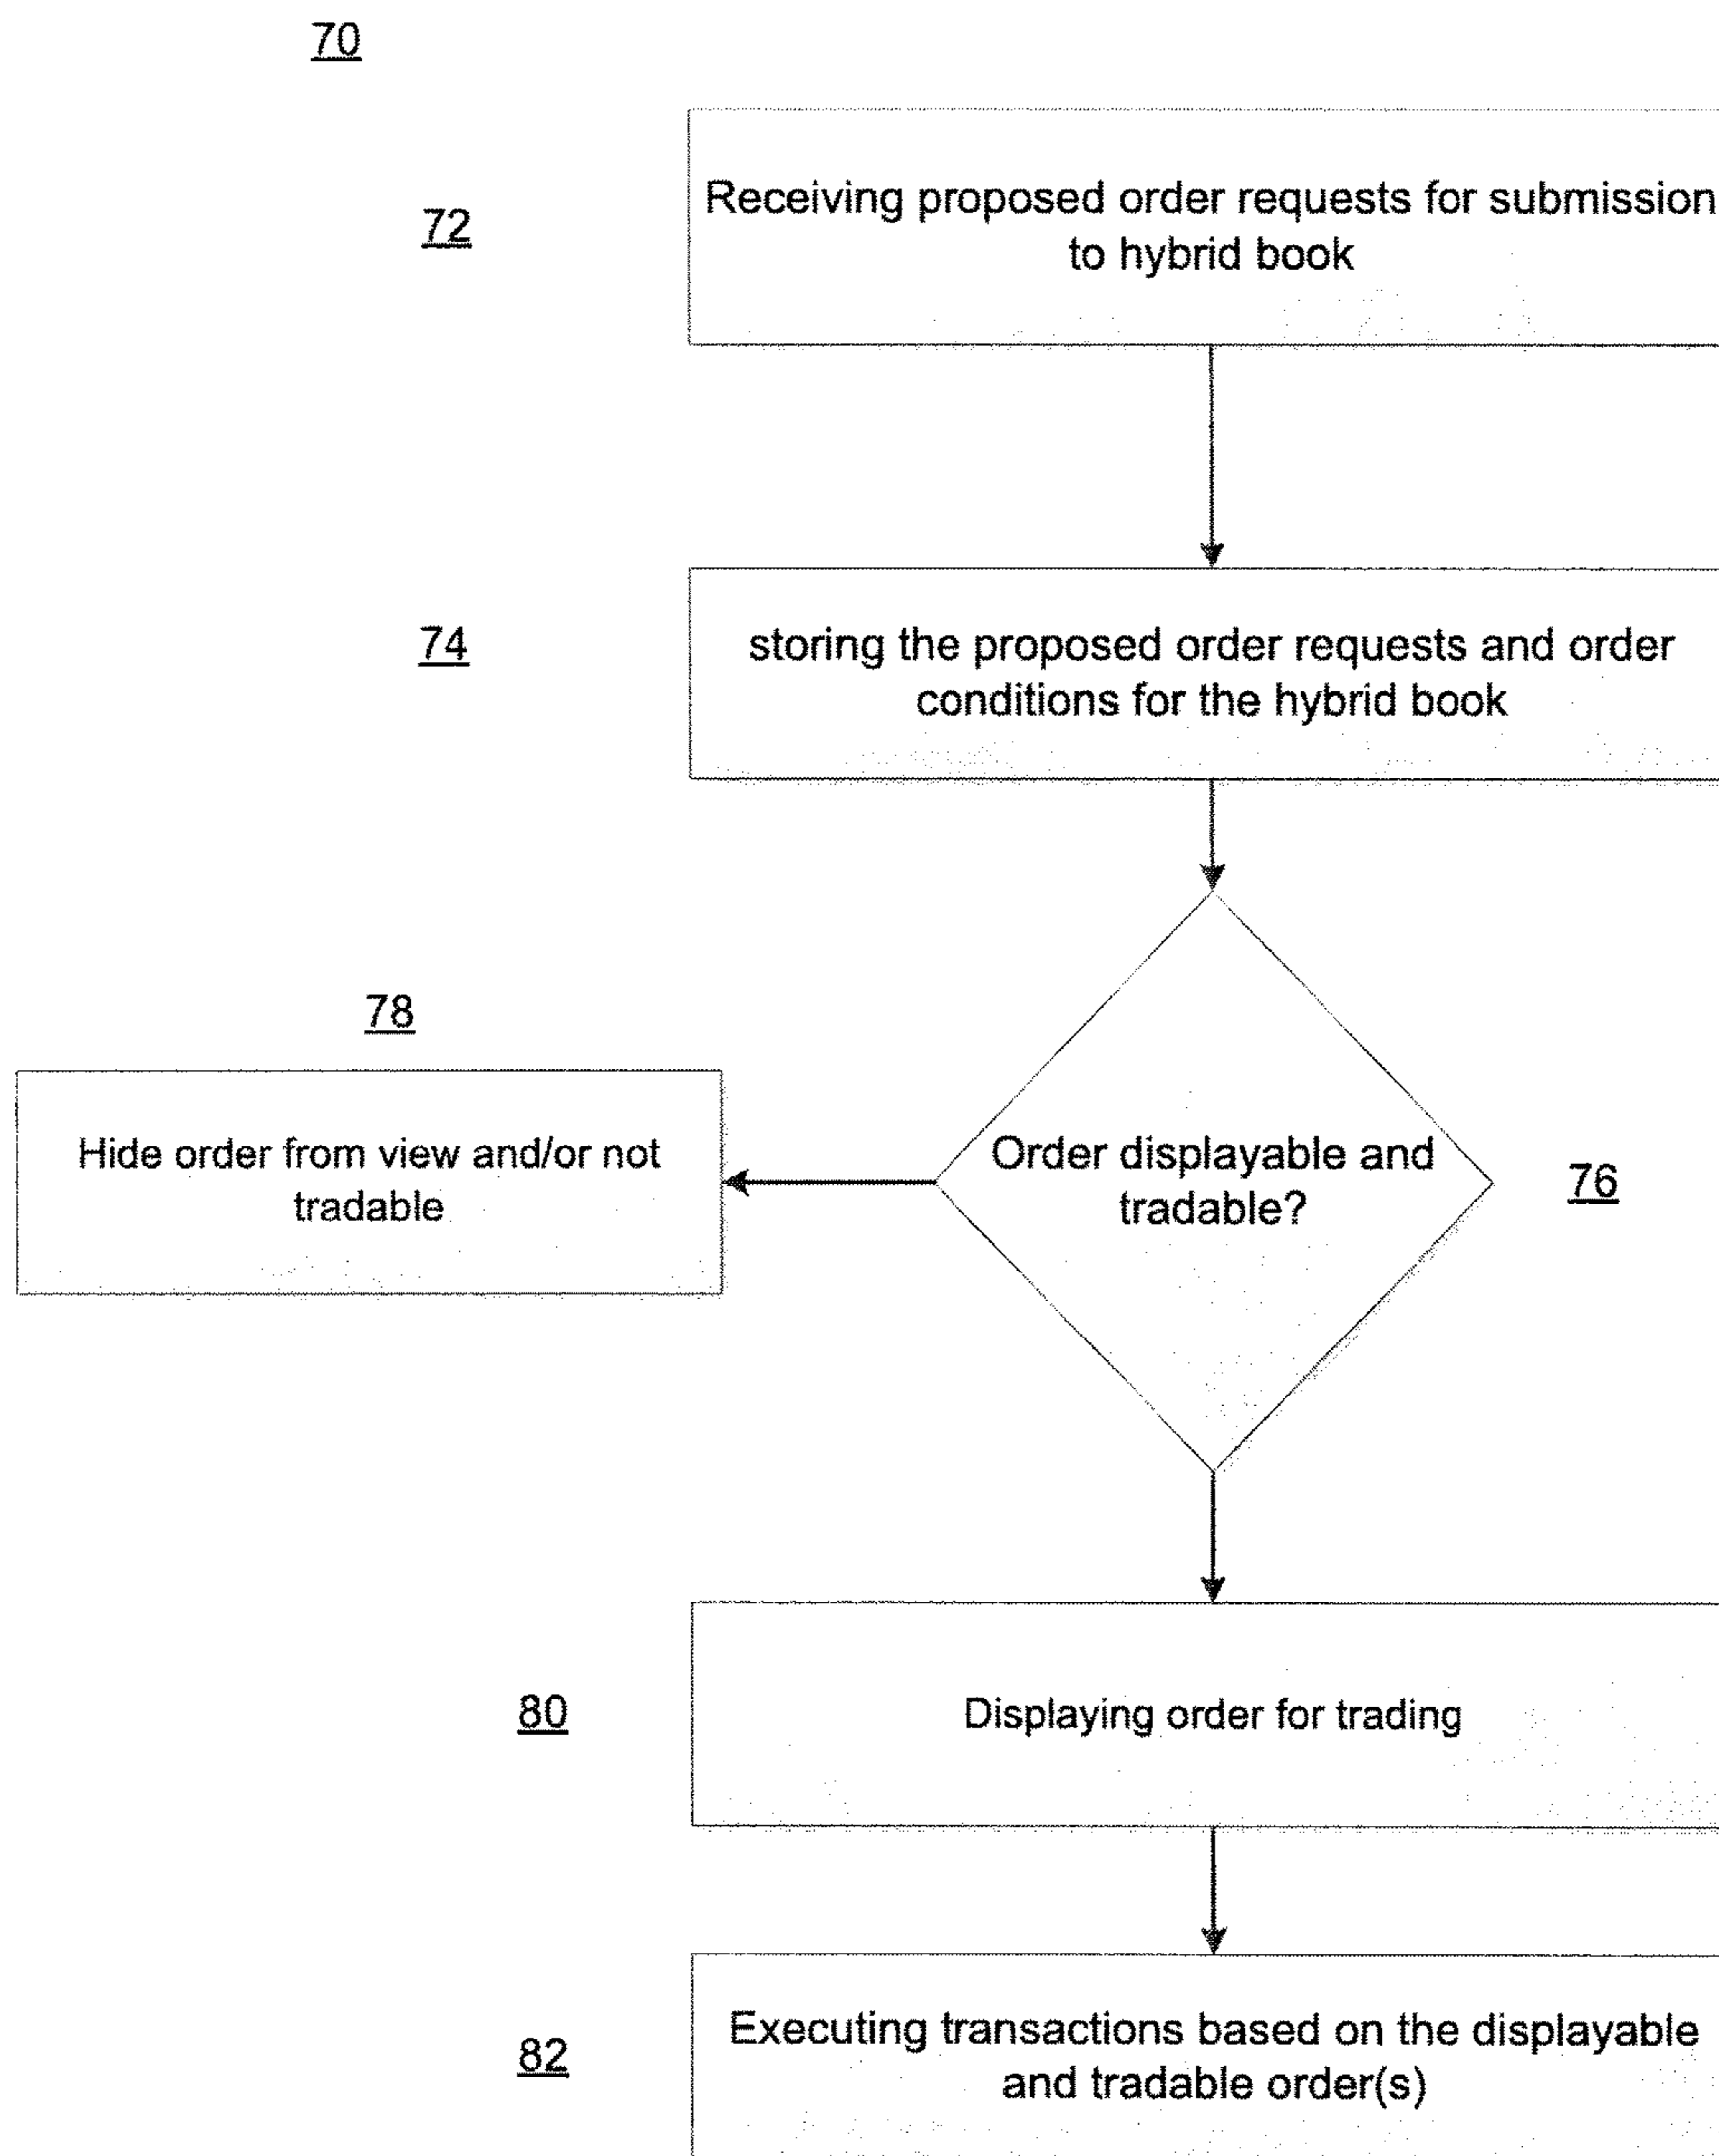 70
72
Receiving proposed order requests for submission
to hybrid book
74
storing the proposed order requests and order
conditions for the hybrid book
78
Hide order from view and/or not
tradable
Order displayable and
tradable?
76
80
Displaying order for trading
82
Executing transactions based on the displayable
and tradable order(s)